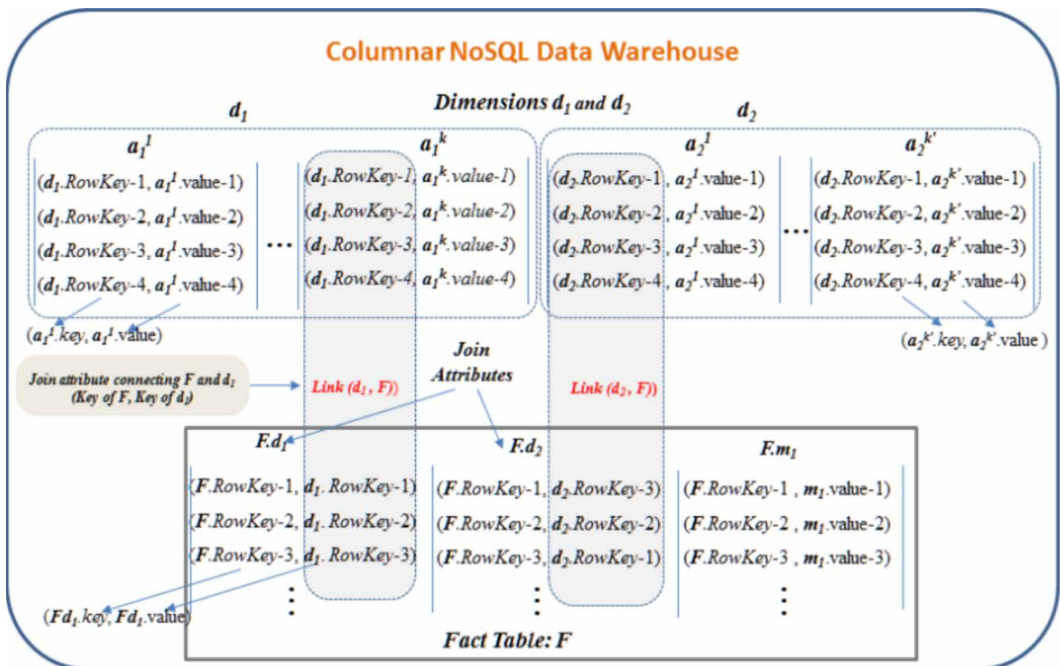 Columnar NoSQL Data Warehouse
Dimensions d₁ and d₂
d₁
d₂
a₁¹
a₁ᵏ
a₂¹
a₂ᵏ'
(d₁.RowKey-1, a₁¹.value-1)
(d₁.RowKey-2, a₁¹.value-2)
(d₁.RowKey-3, a₁¹.value-3)
(d₁.RowKey-4, a₁¹.value-4)
...
(d₁.RowKey-1, a₁ᵏ.value-1)
(d₁.RowKey-2, a₁ᵏ.value-2)
(d₁.RowKey-3, a₁ᵏ.value-3)
(d₁.RowKey-4, a₁ᵏ.value-4)
(d₂.RowKey-1, a₂¹.value-1)
(d₂.RowKey-2, a₂¹.value-2)
(d₂.RowKey-3, a₂¹.value-3)
(d₂.RowKey-4, a₂¹.value-4)
...
(d₂.RowKey-1, a₂ᵏ'.value-1)
(d₂.RowKey-2, a₂ᵏ'.value-2)
(d₂.RowKey-3, a₂ᵏ'.value-3)
(d₂.RowKey-4, a₂ᵏ'.value-4)
(a₁¹.key, a₁¹.value)
(a₂ᵏ'.key, a₂ᵏ'.value )
Join attribute connecting F and d₁
(Key of F, Key of d₁)
Link (d₁, F))
Join
Attributes
Link (d₂, F))
F.d₁
F.d₂
F.m₁
(F.RowKey-1, d₁. RowKey-1)
(F.RowKey-2, d₁. RowKey-2)
(F.RowKey-3, d₁. RowKey-3)
(F.RowKey-1, d₂.RowKey-3)
(F.RowKey-2, d₂.RowKey-2)
(F.RowKey-3, d₂.RowKey-1)
(F.RowKey-1 , m₁.value-1)
(F.RowKey-2 , m₁.value-2)
(F.RowKey-3 , m₁.value-3)
(Fd₁.key, Fd₁.value)
Fact Table: F